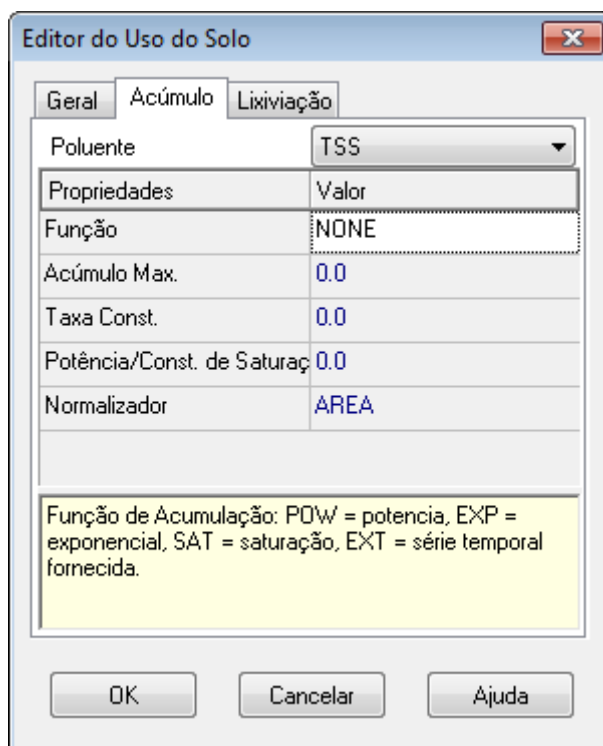 Editor do Uso do Solo
Geral Acúmulo Lixiviação
Poluente TSS
Propriedades Valor
Função NONE
Acúmulo Max. 0.0
Taxa Const. 0.0
Potência/Const. de Saturaç 0.0
Normalizador AREA
Função de Acumulação: POW = potencia, EXP =
exponencial, SAT = saturação, EXT = série temporal
fornecida.
OK Cancelar Ajuda